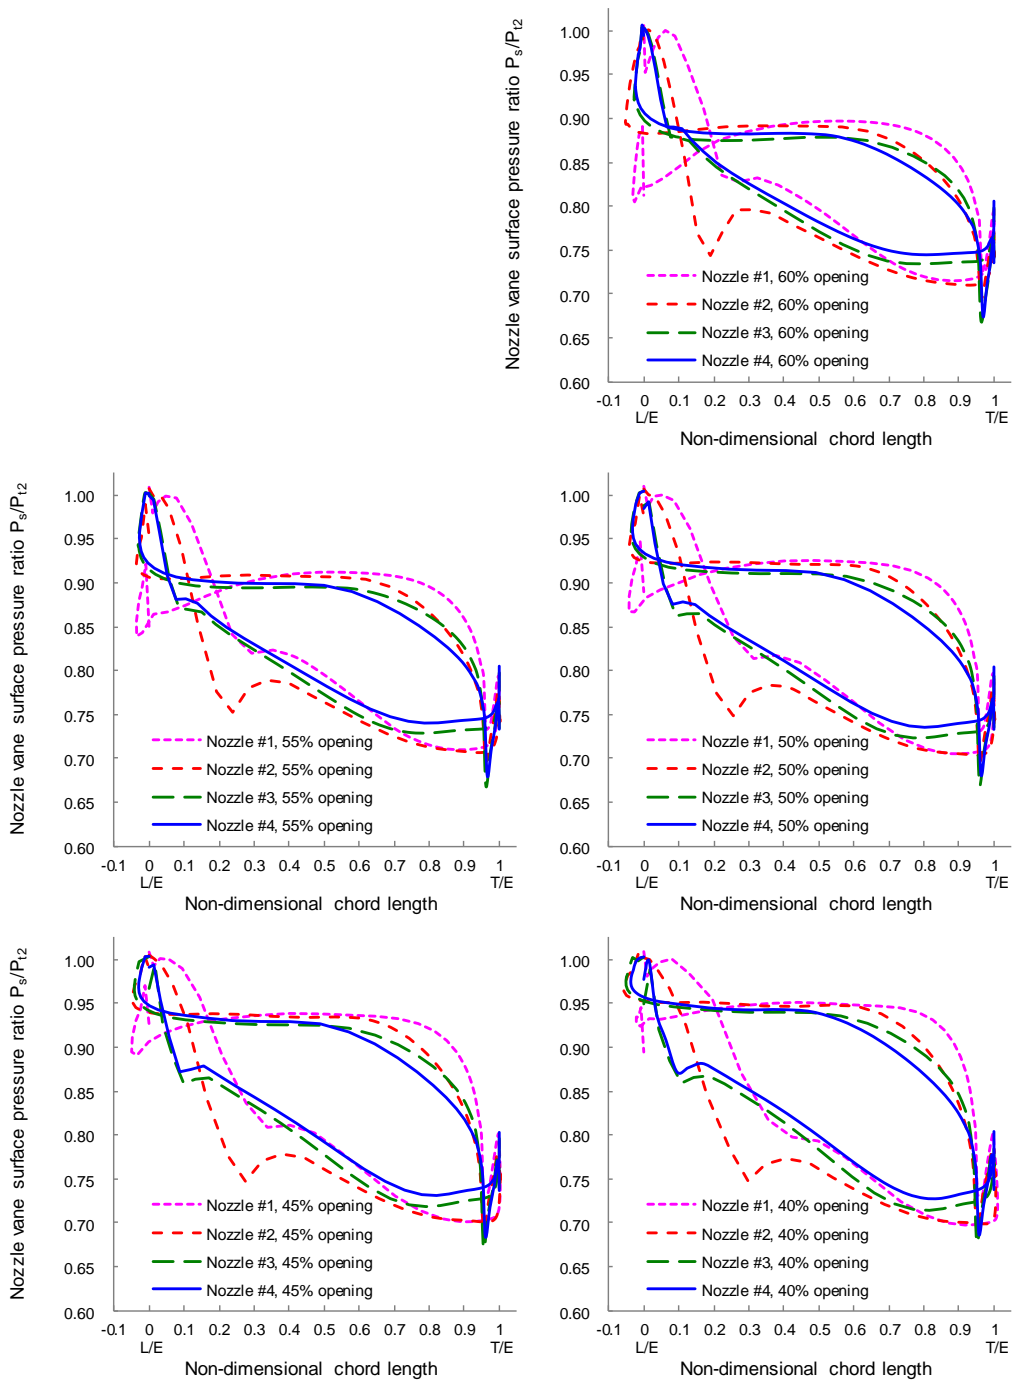 Nozzle vane surface pressure ratio Ps/Pt2
1.00
0.95
0.90
0.85
0.80
0.75
0.70
0.65
0.60
Nozzle #1, 60% opening
Nozzle #2, 60% opening
Nozzle #3, 60% opening
Nozzle #4, 60% opening
-0.1 0 0.1 0.2 0.3 0.4 0.5 0.6 0.7 0.8 0.9 1
L/E T/E
Non-dimensional chord length
Nozzle vane surface pressure ratio Ps/Pt2
1.00
0.95
0.90
0.85
0.80
0.75
0.70
0.65
0.60
Nozzle #1, 55% opening
Nozzle #2, 55% opening
Nozzle #3, 55% opening
Nozzle #4, 55% opening
-0.1 0 0.1 0.2 0.3 0.4 0.5 0.6 0.7 0.8 0.9 1
L/E T/E
Non-dimensional chord length
1.00
0.95
0.90
0.85
0.80
0.75
0.70
0.65
0.60
Nozzle #1, 50% opening
Nozzle #2, 50% opening
Nozzle #3, 50% opening
Nozzle #4, 50% opening
-0.1 0 0.1 0.2 0.3 0.4 0.5 0.6 0.7 0.8 0.9 1
L/E T/E
Non-dimensional chord length
Nozzle vane surface pressure ratio Ps/Pt2
1.00
0.95
0.90
0.85
0.80
0.75
0.70
0.65
0.60
Nozzle #1, 45% opening
Nozzle #2, 45% opening
Nozzle #3, 45% opening
Nozzle #4, 45% opening
-0.1 0 0.1 0.2 0.3 0.4 0.5 0.6 0.7 0.8 0.9 1
L/E T/E
Non-dimensional chord length
1.00
0.95
0.90
0.85
0.80
0.75
0.70
0.65
0.60
Nozzle #1, 40% opening
Nozzle #2, 40% opening
Nozzle #3, 40% opening
Nozzle #4, 40% opening
-0.1 0 0.1 0.2 0.3 0.4 0.5 0.6 0.7 0.8 0.9 1
L/E T/E
Non-dimensional chord length